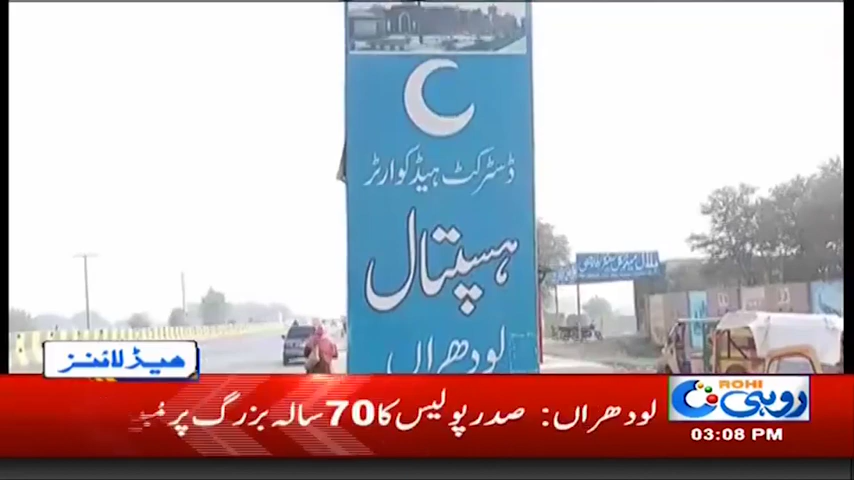 ڈسٹرکٹ ہیڈکوارٹر
ہسپتال
لودھراں
ہیڈلائنز
لودھراں: صدر پولیس کا 70 سالہ بزرگ پر
ROHI
روہی
03:08 PM